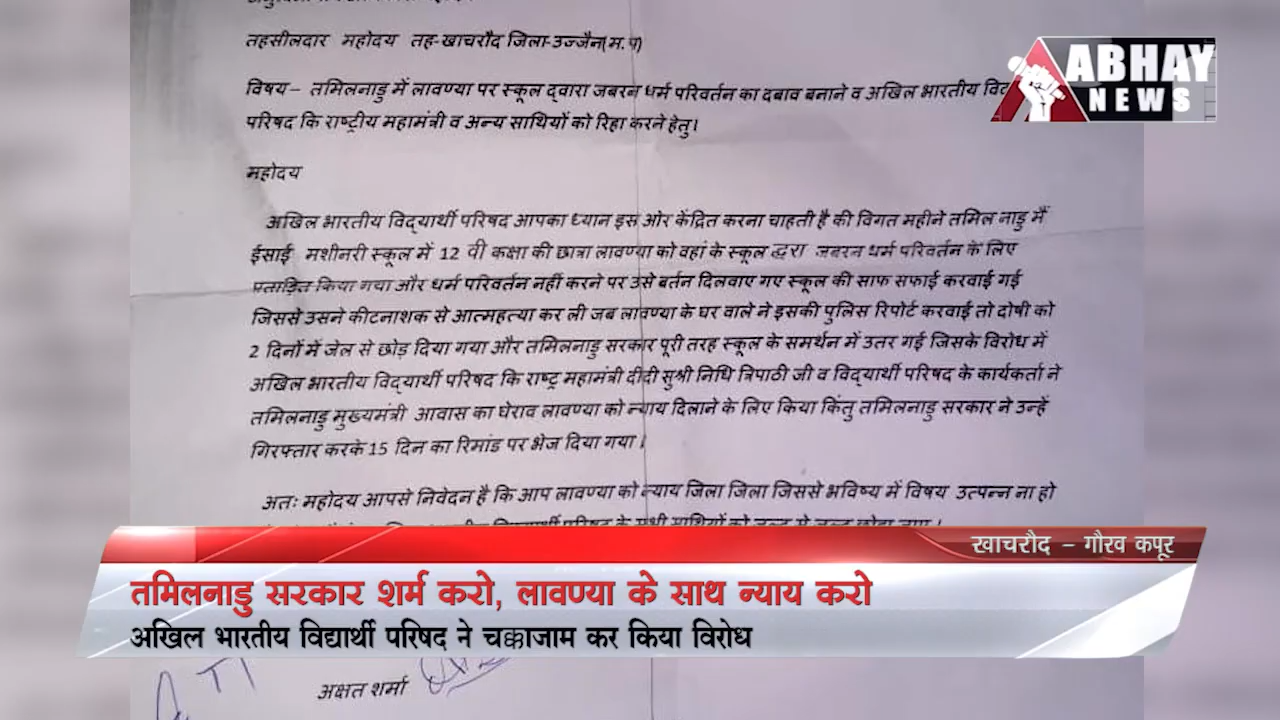 तहसीलदार महोदय तह-खाचरौद जिला-उज्जैन(म.प)
विषय– तमिलनाडु में लावण्या पर स्कूल द्वारा जबरन धर्म परिवर्तन का दबाव बनाने व अखिल भारतीय
परिषद कि राष्ट्रीय महामंत्री व अन्य साथियों को रिहा करने हेतु।
ABHAY
NEWS
महोदय
अखिल भारतीय विद्यार्थी परिषद आपका ध्यान इस ओर केंद्रित करना चाहती है की विगत महीने तमिल नाडु मैं
ईसाई मशीनरी स्कूल में 12 वी कक्षा की छात्रा लावण्या को वहां के स्कूल द्वरा जबरन धर्म परिवर्तन के लिए
प्रताड़ित किया गया और धर्म परिवर्तन नहीं करने पर उसे बर्तन दिलवाए गए स्कूल की साफ सफाई करवाई गई
जिससे उसने कीटनाशक से आत्महत्या कर ली जब लावण्या के घर वाले ने इसकी पुलिस रिपोर्ट करवाई तो दोषी को
2 दिनों में जेल से छोड़ दिया गया और तमिलनाडु सरकार पूरी तरह स्कूल के समर्थन में उतर गई जिसके विरोध में
अखिल भारतीय विद्यार्थी परिषद कि राष्ट्र महामंत्री दीदी सुश्री निधि त्रिपाठी जी व विद्यार्थी परिषद के कार्यकर्ता ने
तमिलनाडु मुख्यमंत्री आवास का घेराव लावण्या को न्याय दिलाने के लिए किया किंतु तमिलनाडु सरकार ने उन्हें
गिरफ्तार करके 15 दिन का रिमांड पर भेज दिया गया।
अतः महोदय आपसे निवेदन है कि आप लावण्या को न्याय जिला जिला जिससे भविष्य में विषय उत्पन्न ना हो
खाचरौद – गौरव कपूर
तमिलनाडु सरकार शर्म करो, लावण्या के साथ न्याय करो
अखिल भारतीय विद्यार्थी परिषद ने चक्काजाम कर किया विरोध
अक्षत शर्मा